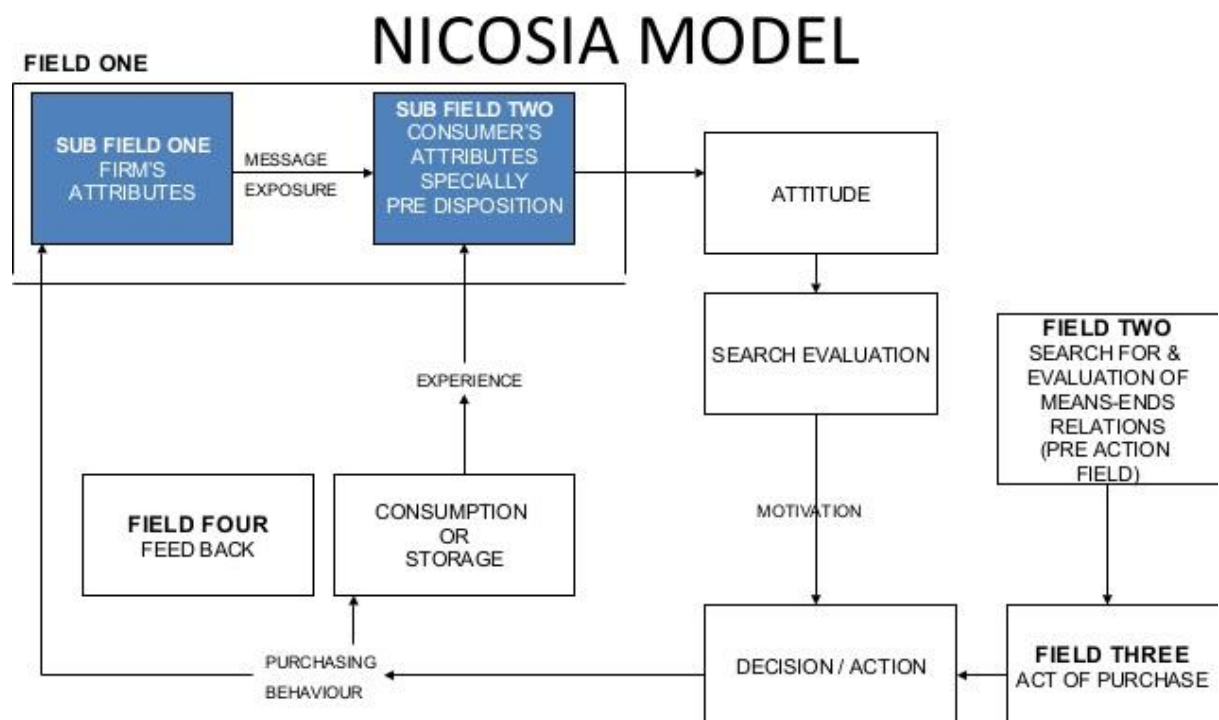 NICOSIA MODEL
FIELD ONE
SUB FIELD ONE
FIRM'S
ATTRIBUTES
MESSAGE
EXPOSURE
SUB FIELD TWO
CONSUMER'S
ATTRIBUTES
SPECIALLY
PRE DISPOSITION
ATTITUDE
SEARCH EVALUATION
FIELD TWO
SEARCH FOR &
EVALUATION OF
MEANS-ENDS
RELATIONS
(PRE ACTION
FIELD)
EXPERIENCE
FIELD FOUR
FEED BACK
CONSUMPTION
OR
STORAGE
MOTIVATION
PURCHASING
BEHAVIOUR
DECISION / ACTION
FIELD THREE
ACT OF PURCHASE